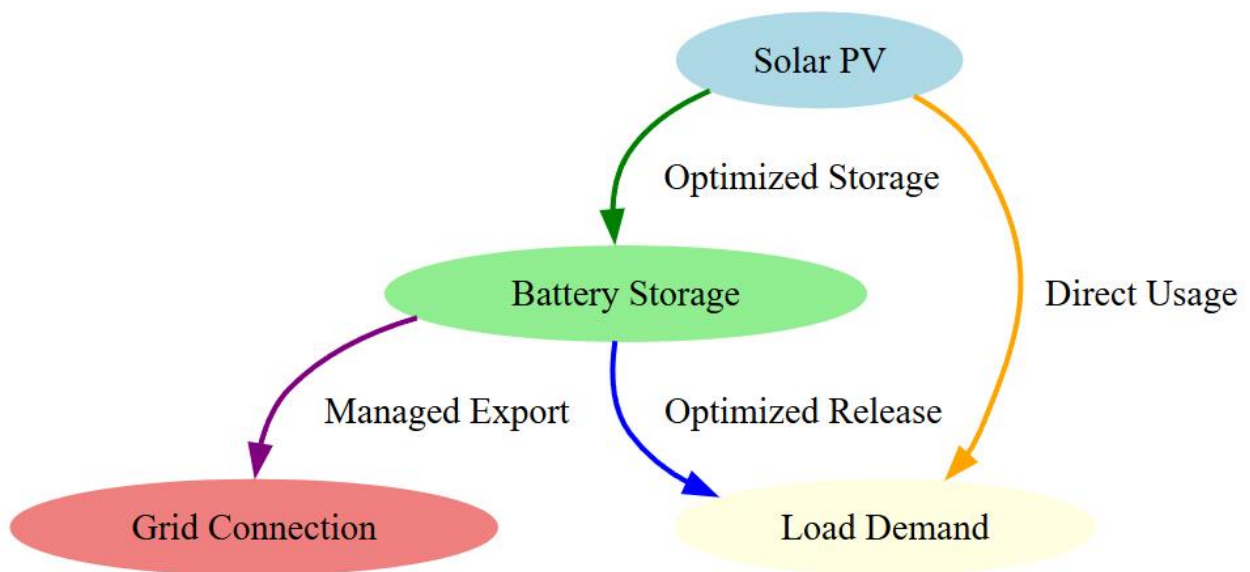 Solar PV
Optimized Storage
Battery Storage
Direct Usage
Managed Export
Optimized Release
Grid Connection
Load Demand